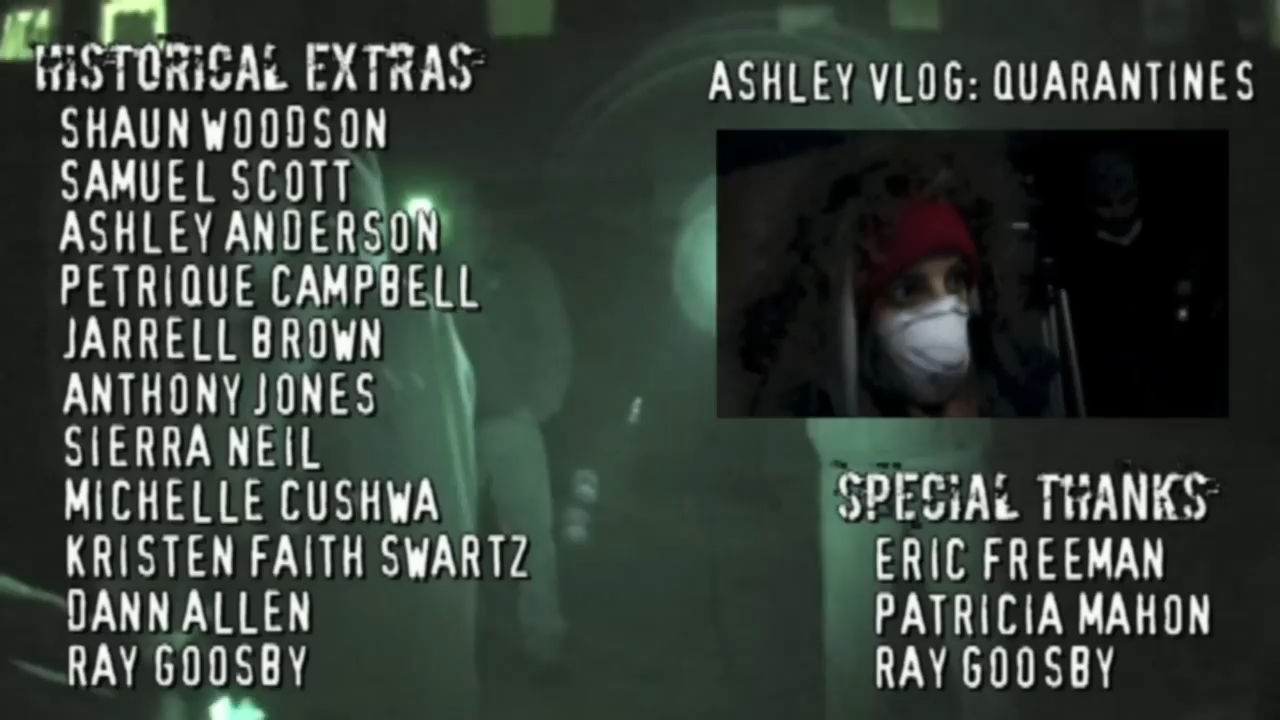 HISTORICAL EXTRAS
SHAUN WOODSON
SAMUEL SCOTT
ASHLEY ANDERSON
PETRIQUE CAMPBELL
JARRELL BROWN
ANTHONY JONES
SIERRA NEIL
MICHELLE CUSHWA
KRISTEN FAITH SWARTZ
DANN ALLEN
RAY GOOSBY
ASHLEY VLOG: QUARANTINES
SPECIAL THANKS
ERIC FREEMAN
PATRICIA MAHON
RAY GOOSBY